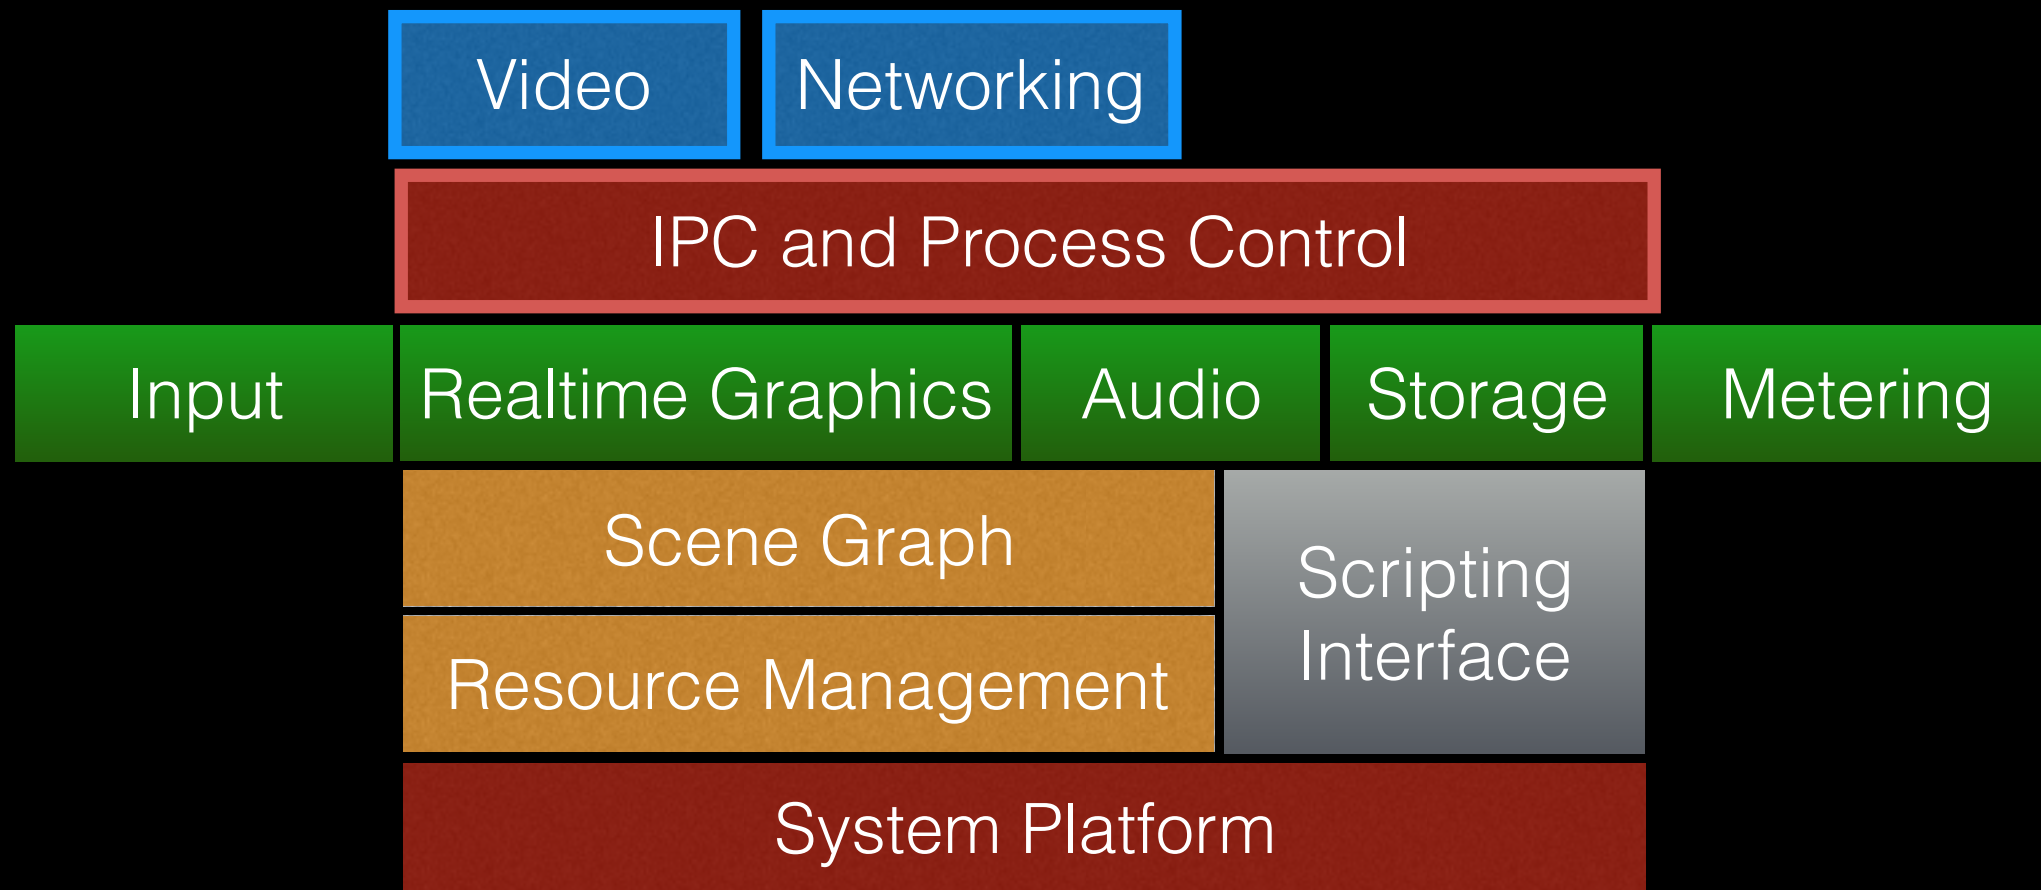 Video
Networking
IPC and Process Control
Input
Realtime Graphics
Audio
Storage
Metering
Scene Graph
Scripting
Interface
Resource Management
System Platform